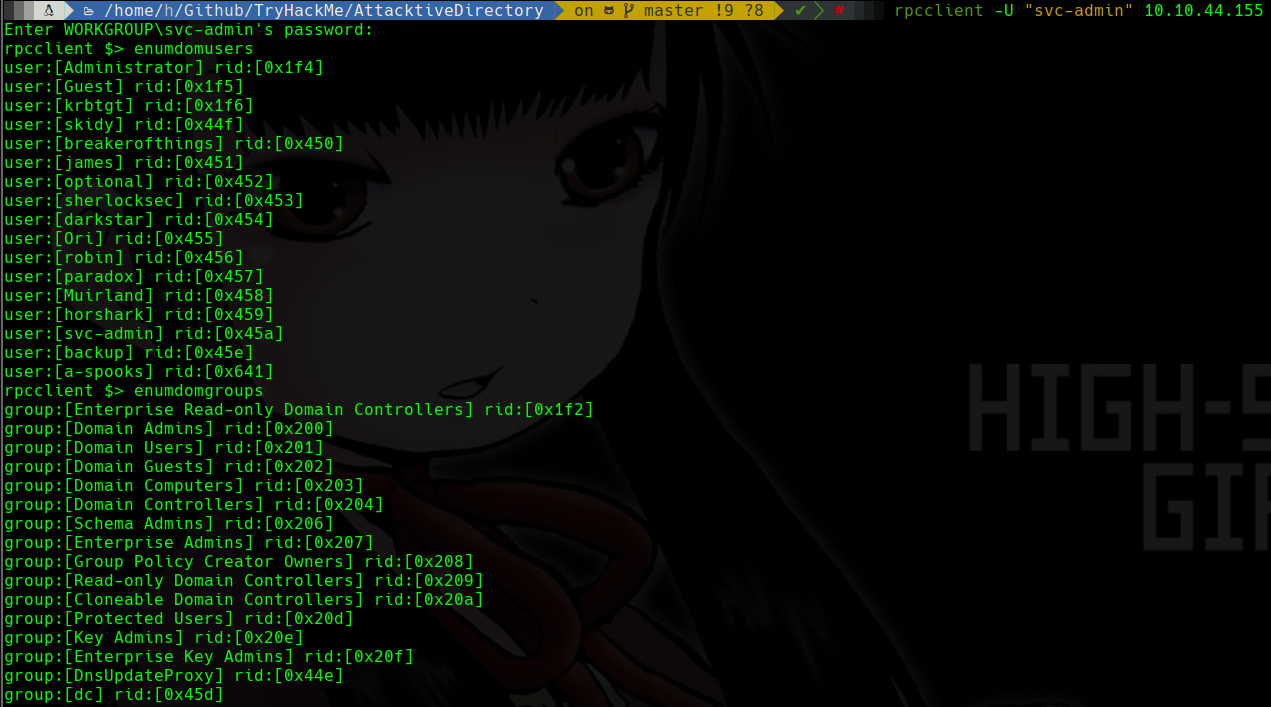 /home/h/Github/TryHackMe/AttacktiveDirectory on master !9 ?8 ✔ # rpcclient -U "svc-admin" 10.10.44.155
Enter WORKGROUP\svc-admin's password:
rpcclient $> enumdomusers
user:[Administrator] rid:[0x1f4]
user:[Guest] rid:[0x1f5]
user:[krbtgt] rid:[0x1f6]
user:[skidy] rid:[0x44f]
user:[breakerofthings] rid:[0x450]
user:[james] rid:[0x451]
user:[optional] rid:[0x452]
user:[sherlocksec] rid:[0x453]
user:[darkstar] rid:[0x454]
user:[Ori] rid:[0x455]
user:[robin] rid:[0x456]
user:[paradox] rid:[0x457]
user:[Muirland] rid:[0x458]
user:[horshark] rid:[0x459]
user:[svc-admin] rid:[0x45a]
user:[backup] rid:[0x45e]
user:[a-spooks] rid:[0x641]
rpcclient $> enumdomgroups
group:[Enterprise Read-only Domain Controllers] rid:[0x1f2]
group:[Domain Admins] rid:[0x200]
group:[Domain Users] rid:[0x201]
group:[Domain Guests] rid:[0x202]
group:[Domain Computers] rid:[0x203]
group:[Domain Controllers] rid:[0x204]
group:[Schema Admins] rid:[0x206]
group:[Enterprise Admins] rid:[0x207]
group:[Group Policy Creator Owners] rid:[0x208]
group:[Read-only Domain Controllers] rid:[0x209]
group:[Cloneable Domain Controllers] rid:[0x20a]
group:[Protected Users] rid:[0x20d]
group:[Key Admins] rid:[0x20e]
group:[Enterprise Key Admins] rid:[0x20f]
group:[DnsUpdateProxy] rid:[0x44e]
group:[dc] rid:[0x45d]
HIGH-